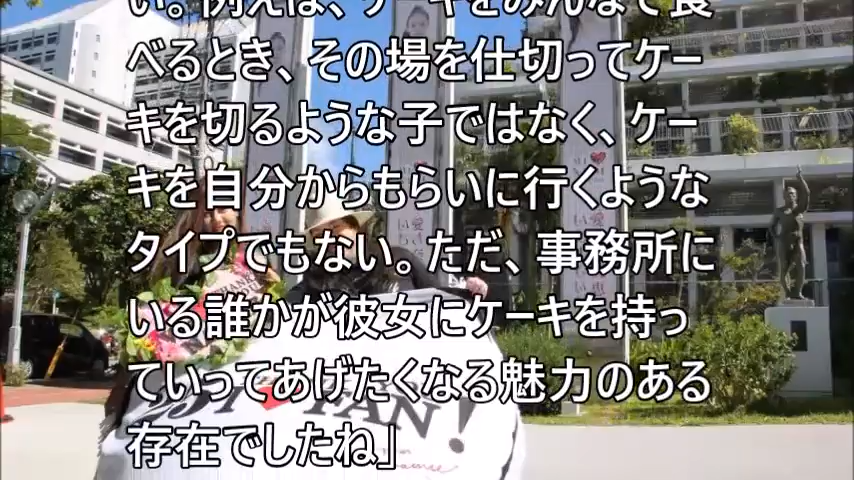 い。例えば、ケーキをみんなで食
べるとき、その場を仕切ってケー
キを切るような子ではなく、ケー
キを自分からもらいに行くような
タイプでもない。ただ、事務所に
いる誰かが彼女にケーキを持っ
ていってあげたくなる魅力のある
存在でしたね」
FAN!